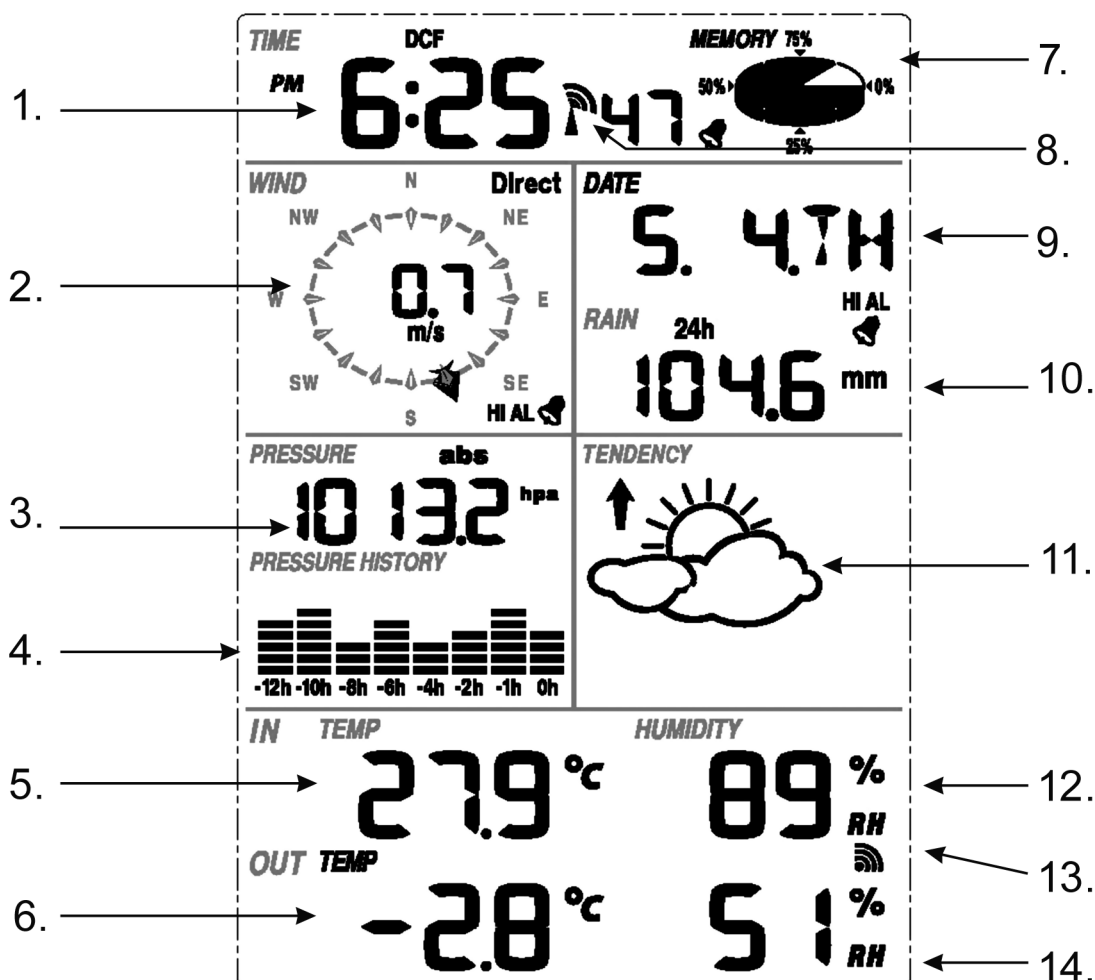 TIME DCF MEMORY 75%
7.
PM 6:25 47 50% 0%
1.
25%
8.
WIND N Direct DATE
NW NE
5. 4. TH
9.
2. W 0.7 E
m/s
HI AL
RAIN 24h
SW SE
104.6 mm
10.
S HI AL
PRESSURE abs TENDENCY
3. 1013.2 hpa
PRESSURE HISTORY
11.
4.
-12h -10h -8h -6h -4h -2h -1h 0h
IN TEMP HUMIDITY
5. 27.9 °C 89 % 12.
RH
OUT TEMP
13.
6. -2.8 °C 51 %
RH 14.